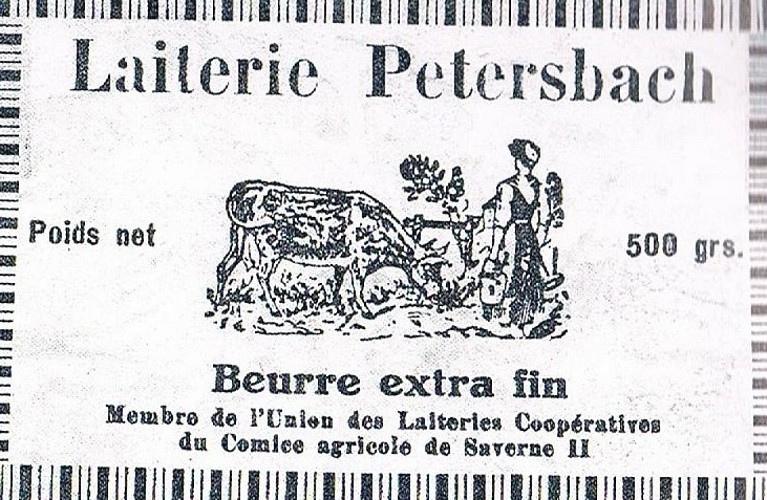 Laiterie Petersbach
Poids net 500 grs.
Beurre extra fin
Membre de l'Union des Laiteries Coopératives
du Comice agricole de Saverne II